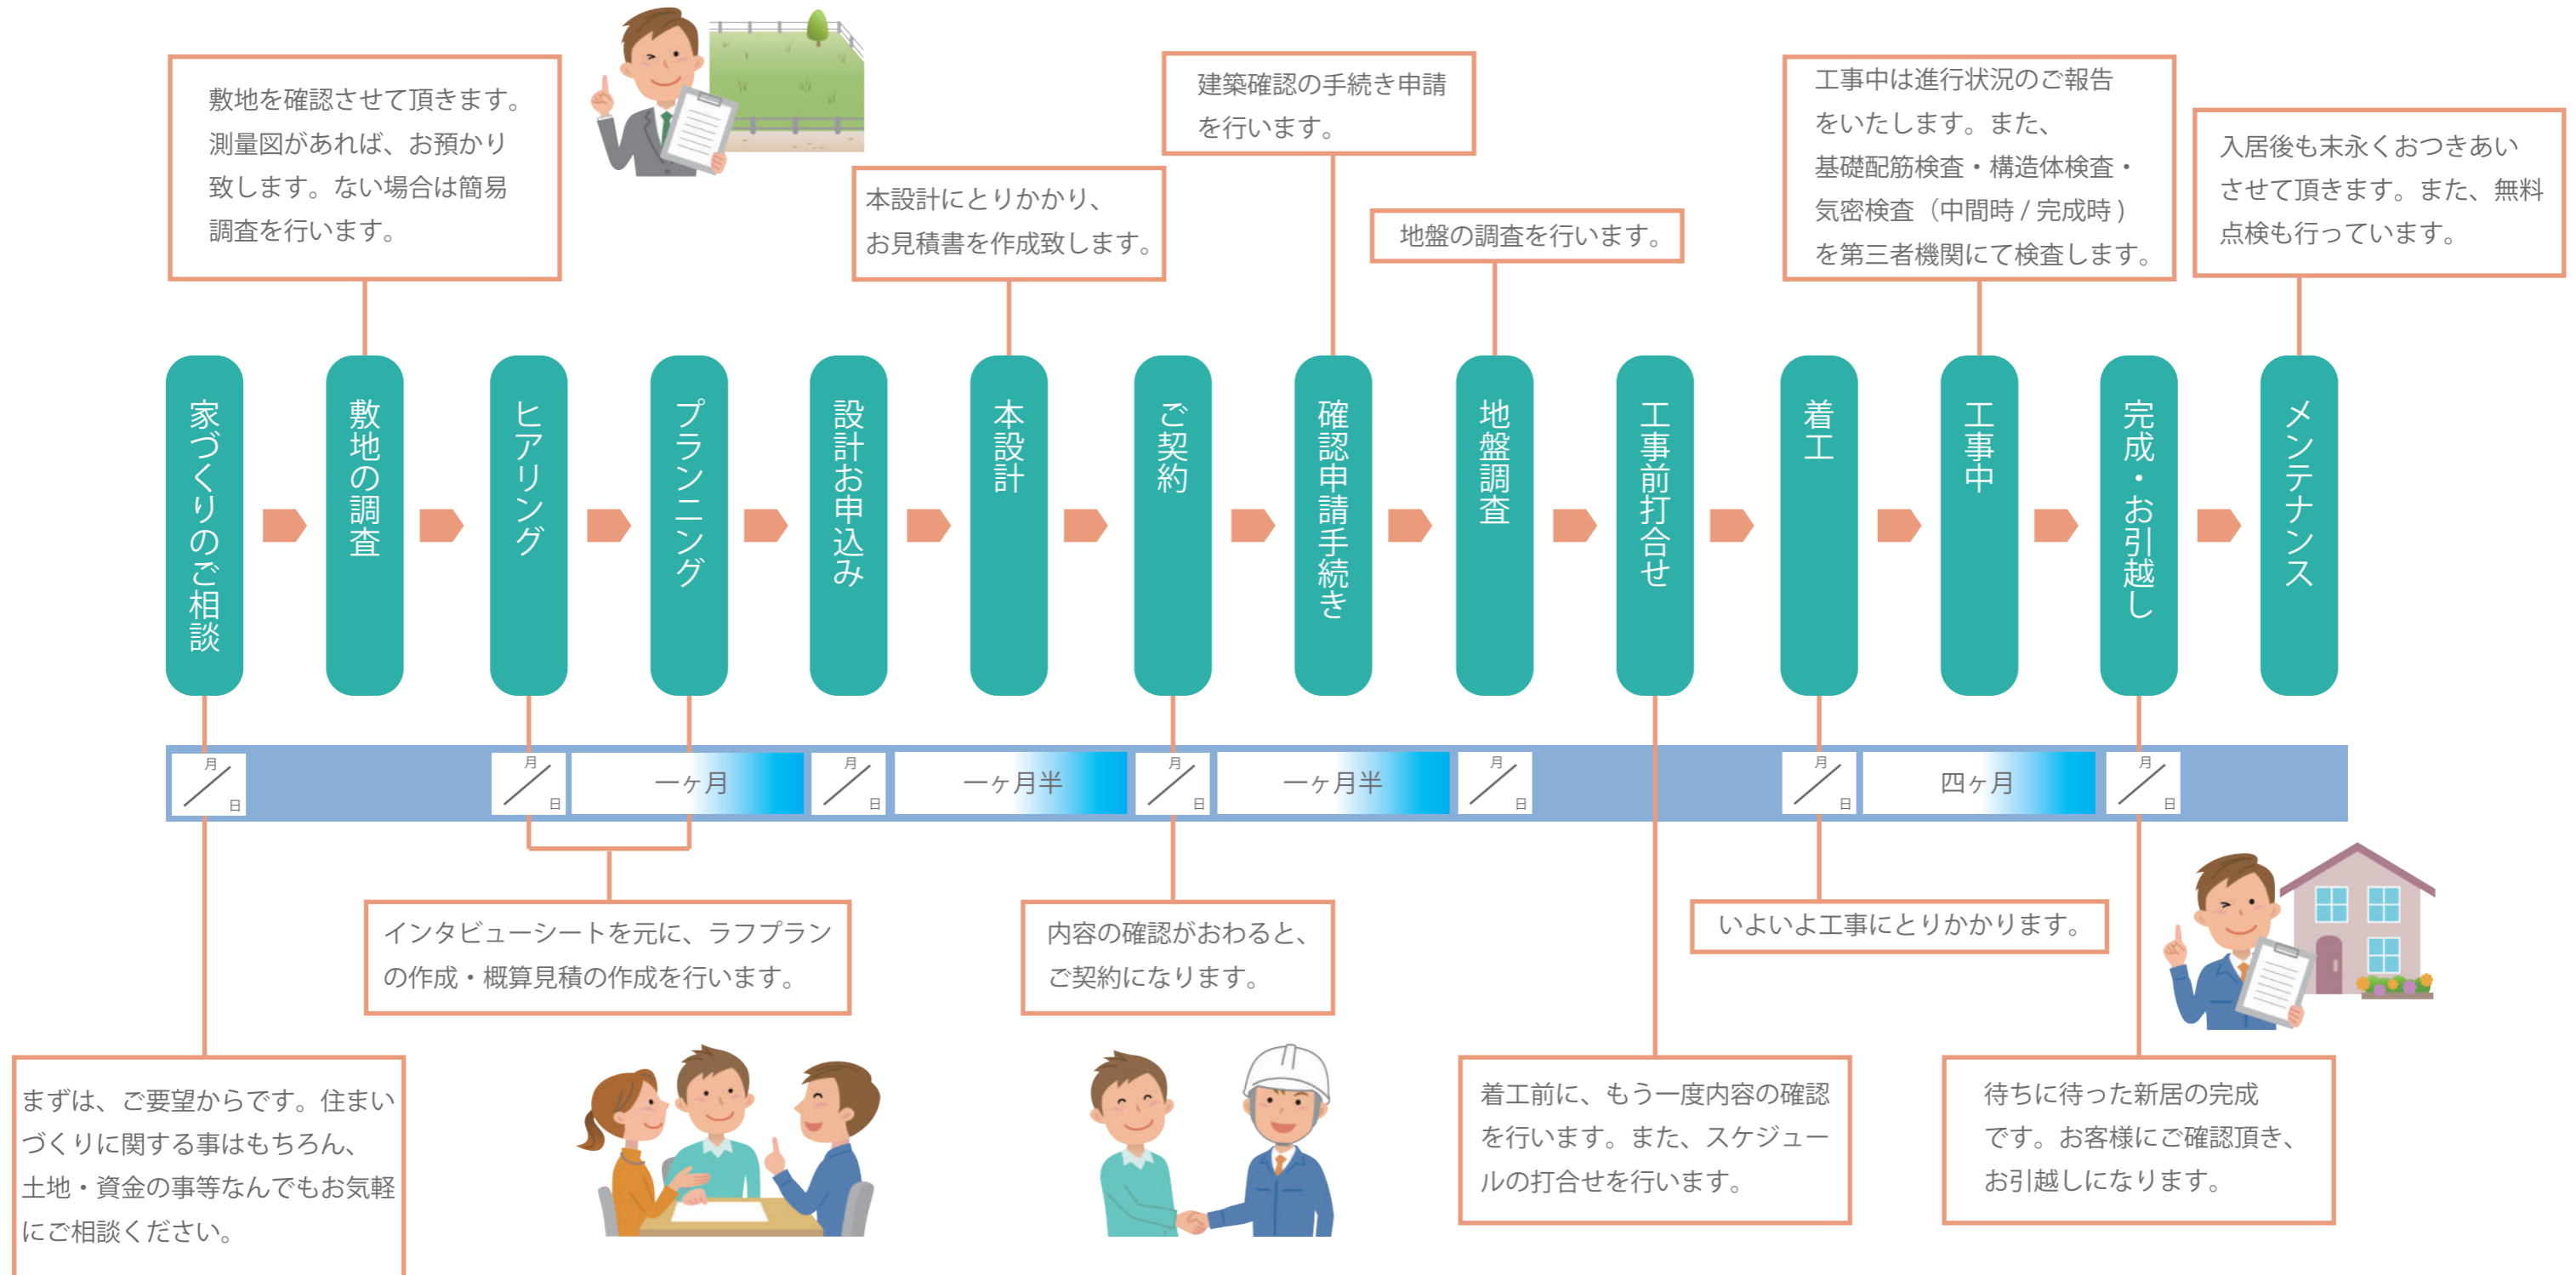 敷地を確認させて頂きます。
測量図があれば、お預かり
致します。ない場合は簡易
調査を行います。
本設計にとりかかり、
お見積書を作成致します。
建築確認の手続き申請
を行います。
地盤の調査を行います。
工事中は進行状況のご報告
をいたします。また、
基礎配筋検査・構造体検査・
気密検査（中間時 / 完成時 )
を第三者機関にて検査します。
入居後も末永くおつきあい
させて頂きます。また、無料
点検も行っています。
家づくりのご相談
敷地の調査
ヒアリング
プランニング
設計お申込み
本設計
ご契約
確認申請手続き
地盤調査
工事前打合せ
着工
工事中
完成・お引越し
メンテナンス
月/日
月/日
一ヶ月
月/日
一ヶ月半
月/日
一ヶ月半
月/日
月/日
四ヶ月
月/日
インタビューシートを元に、ラフプラン
の作成・概算見積の作成を行います。
内容の確認がおわると、
ご契約になります。
いよいよ工事にとりかかります。
まずは、ご要望からです。住まい
づくりに関する事はもちろん、
土地・資金の事等なんでもお気軽
にご相談ください。
着工前に、もう一度内容の確認
を行います。また、スケジュー
ルの打合せを行います。
待ちに待った新居の完成
です。お客様にご確認頂き、
お引越しになります。